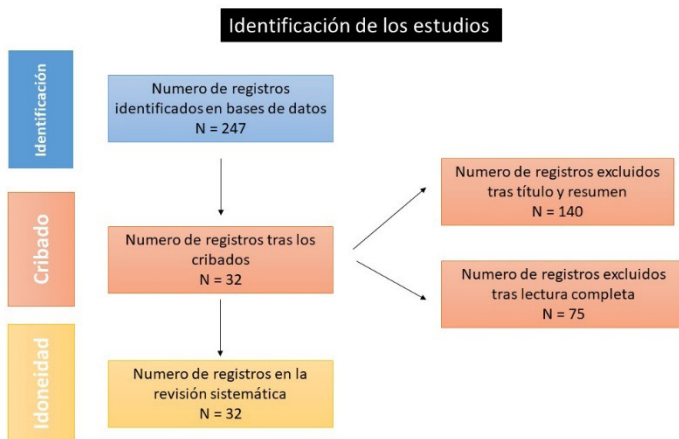 Identificación de los estudios
Identificación
Numero de registros
identificados en bases de datos
N = 247
Cribado
Numero de registros tras los
cribados
N = 32
Numero de registros excluidos
tras título y resumen
N = 140
Numero de registros excluidos
tras lectura completa
N = 75
Idoneidad
Numero de registros en la
revisión sistemática
N = 32